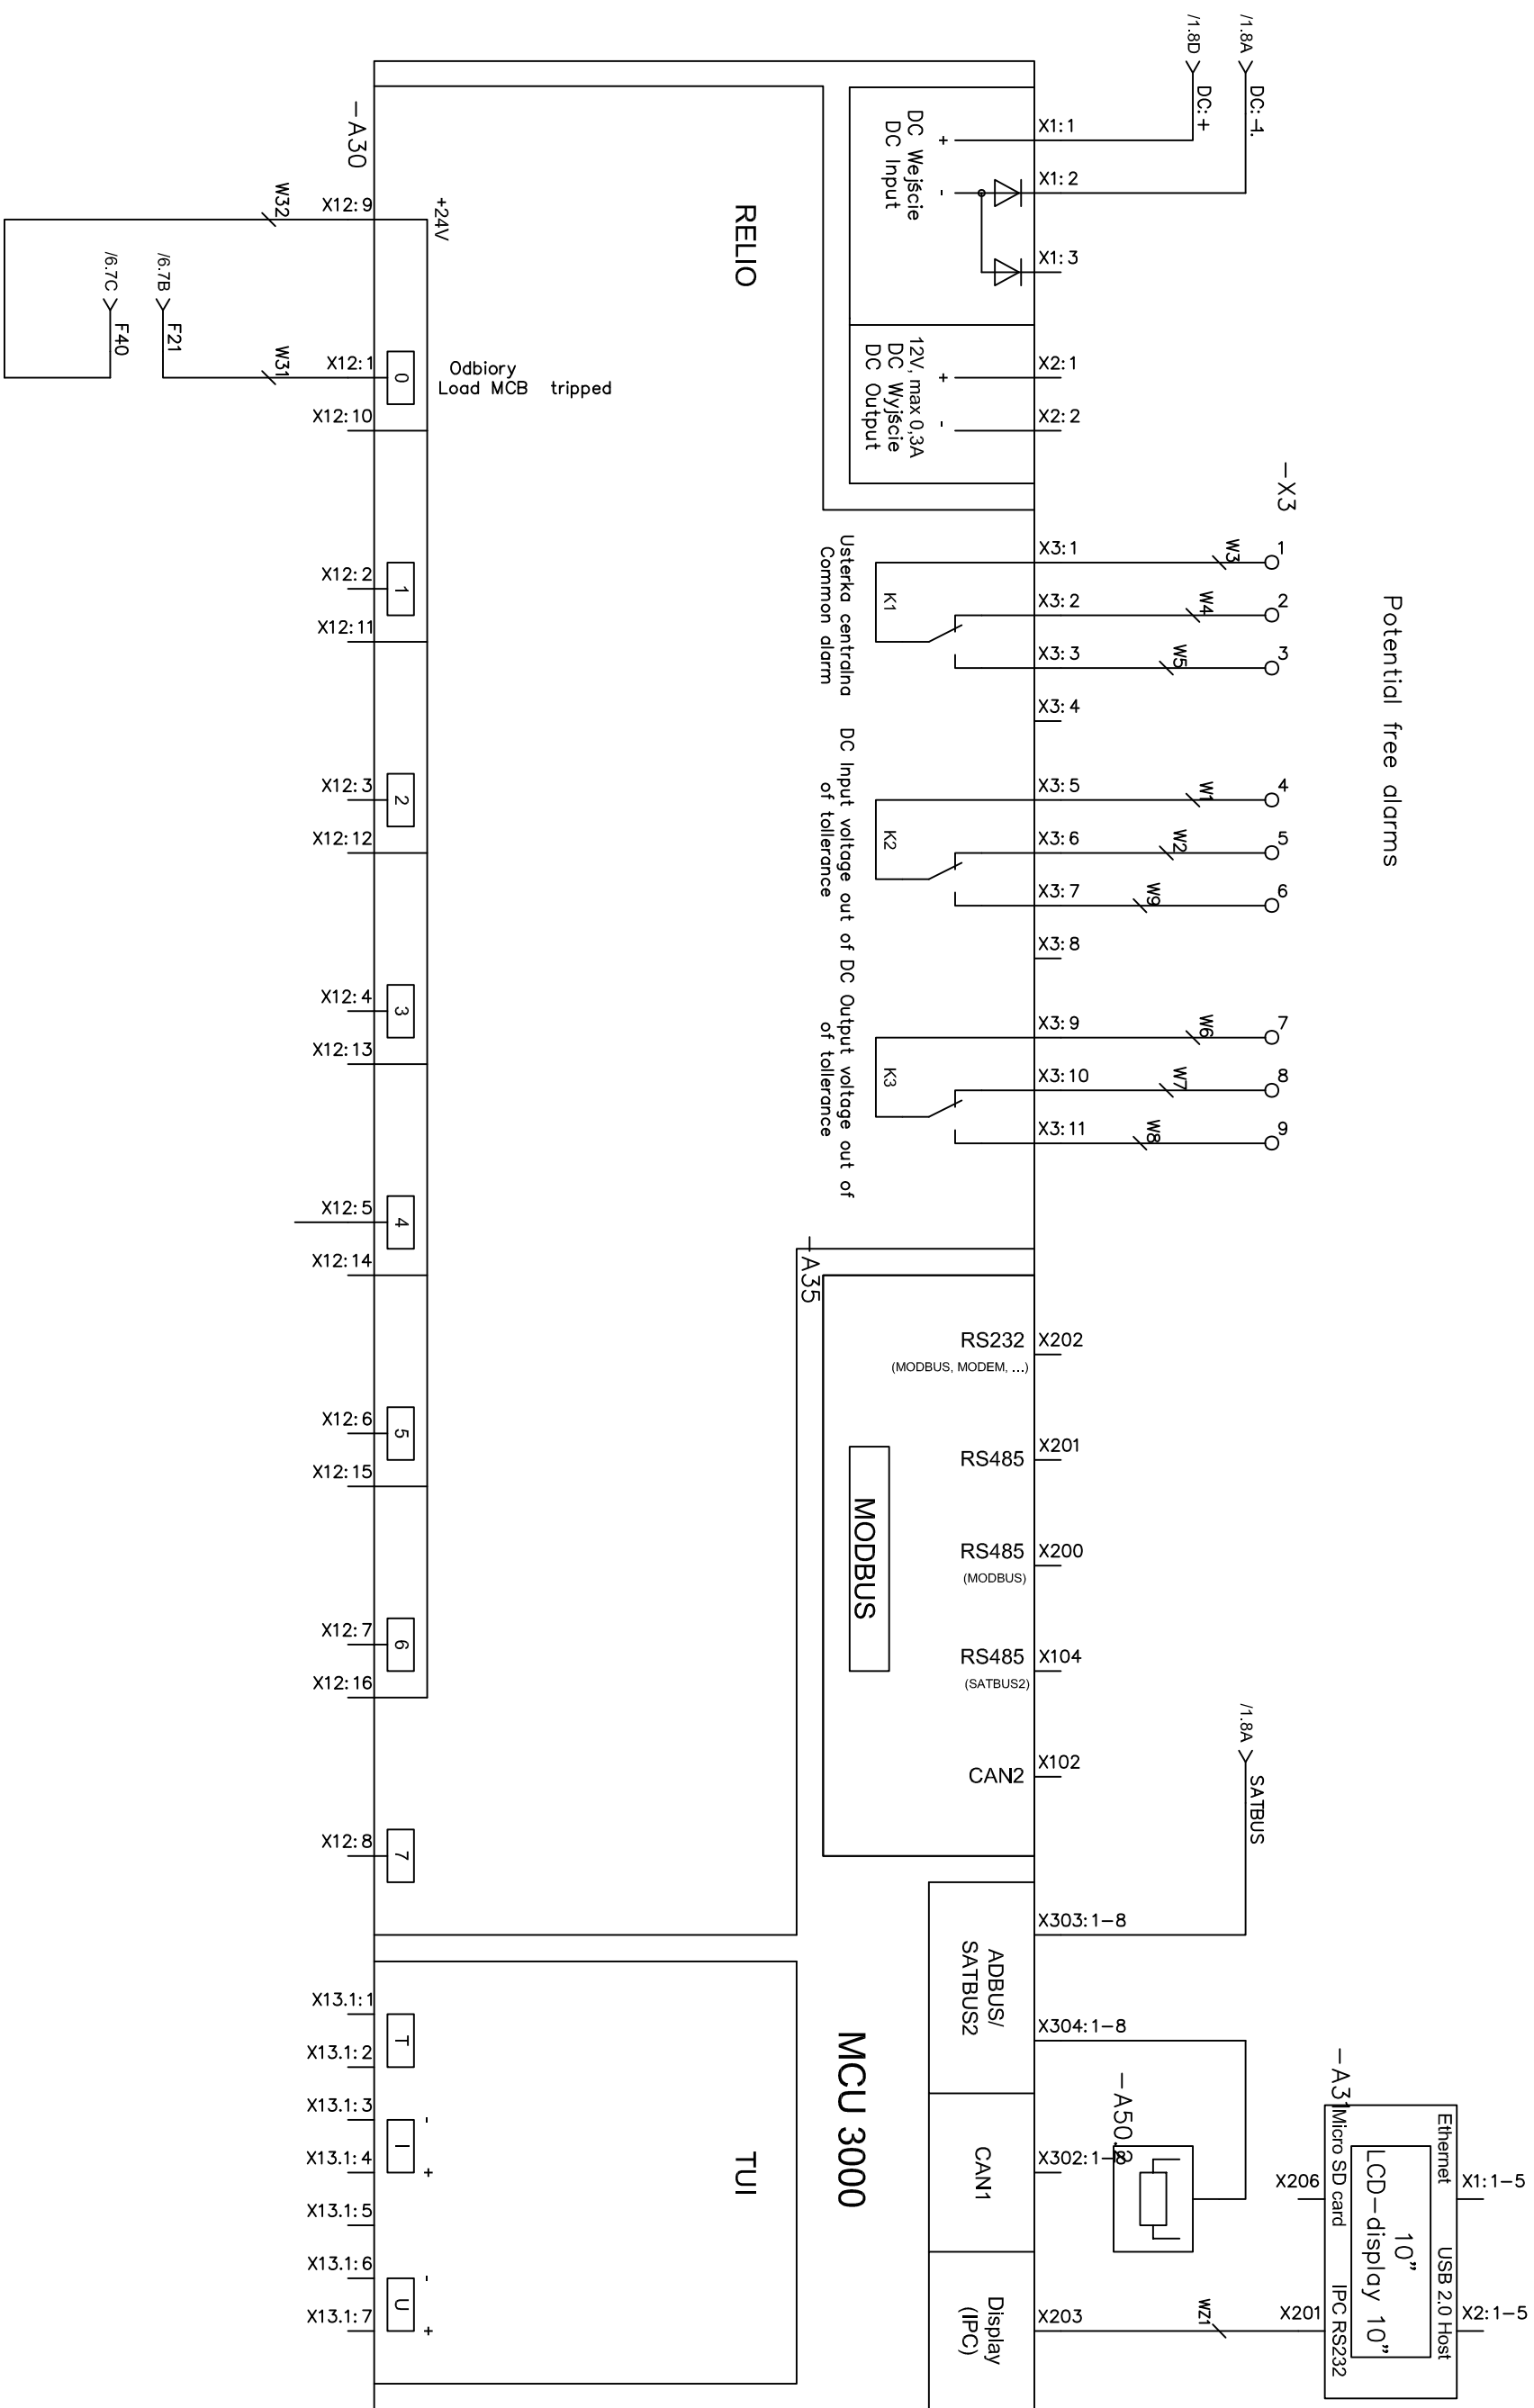 /1.8A
DC:-1.
/1.8D
DC:+
X1:1
X1:2
X1:3
DC Wejście
DC Input
+
-
X2:1
X2:2
12V, max 0,3A
DC Wyjście
DC Output
+
-
RELIO
-A30
Potential free alarms
-X3
1
2
3
4
5
6
7
8
9
W3
W4
W5
W1
W2
W9
W6
W7
W8
X3:1
X3:2
X3:3
X3:4
X3:5
X3:6
X3:7
X3:8
X3:9
X3:10
X3:11
K1
K2
K3
Usterka centralna
Common alarm
DC Input voltage out of
of tollerance
DC Output voltage out of
of tollerance
+24V
X12:9
W32
/6.7C
F40
/6.7B
F21
W31
X12:1
0
Odbiory
Load MCB tripped
X12:10
X12:2
1
X12:11
X12:3
2
X12:12
X12:4
3
X12:13
X12:5
4
X12:14
X12:6
5
X12:15
X12:7
6
X12:16
X12:8
7
-A35
RS232
(MODBUS, MODEM, ...)
X202
RS485
X201
RS485
(MODBUS)
X200
RS485
(SATBUS2)
X104
CAN2
X102
MODBUS
/1.8A
SATBUS
X303:1-8
ADBUS/
SATBUS2
X304:1-8
CAN1
X302:1-8
-A50.2
Display
(IPC)
X203
WZ1
-A31
Ethernet
USB 2.0 Host
X1:1-5
X2:1-5
10”
LCD-display 10”
Micro SD card
IPC RS232
X206
X201
MCU 3000
TUI
X13.1:1
T
X13.1:2
X13.1:3
-
I
X13.1:4
+
X13.1:5
X13.1:6
-
U
X13.1:7
+